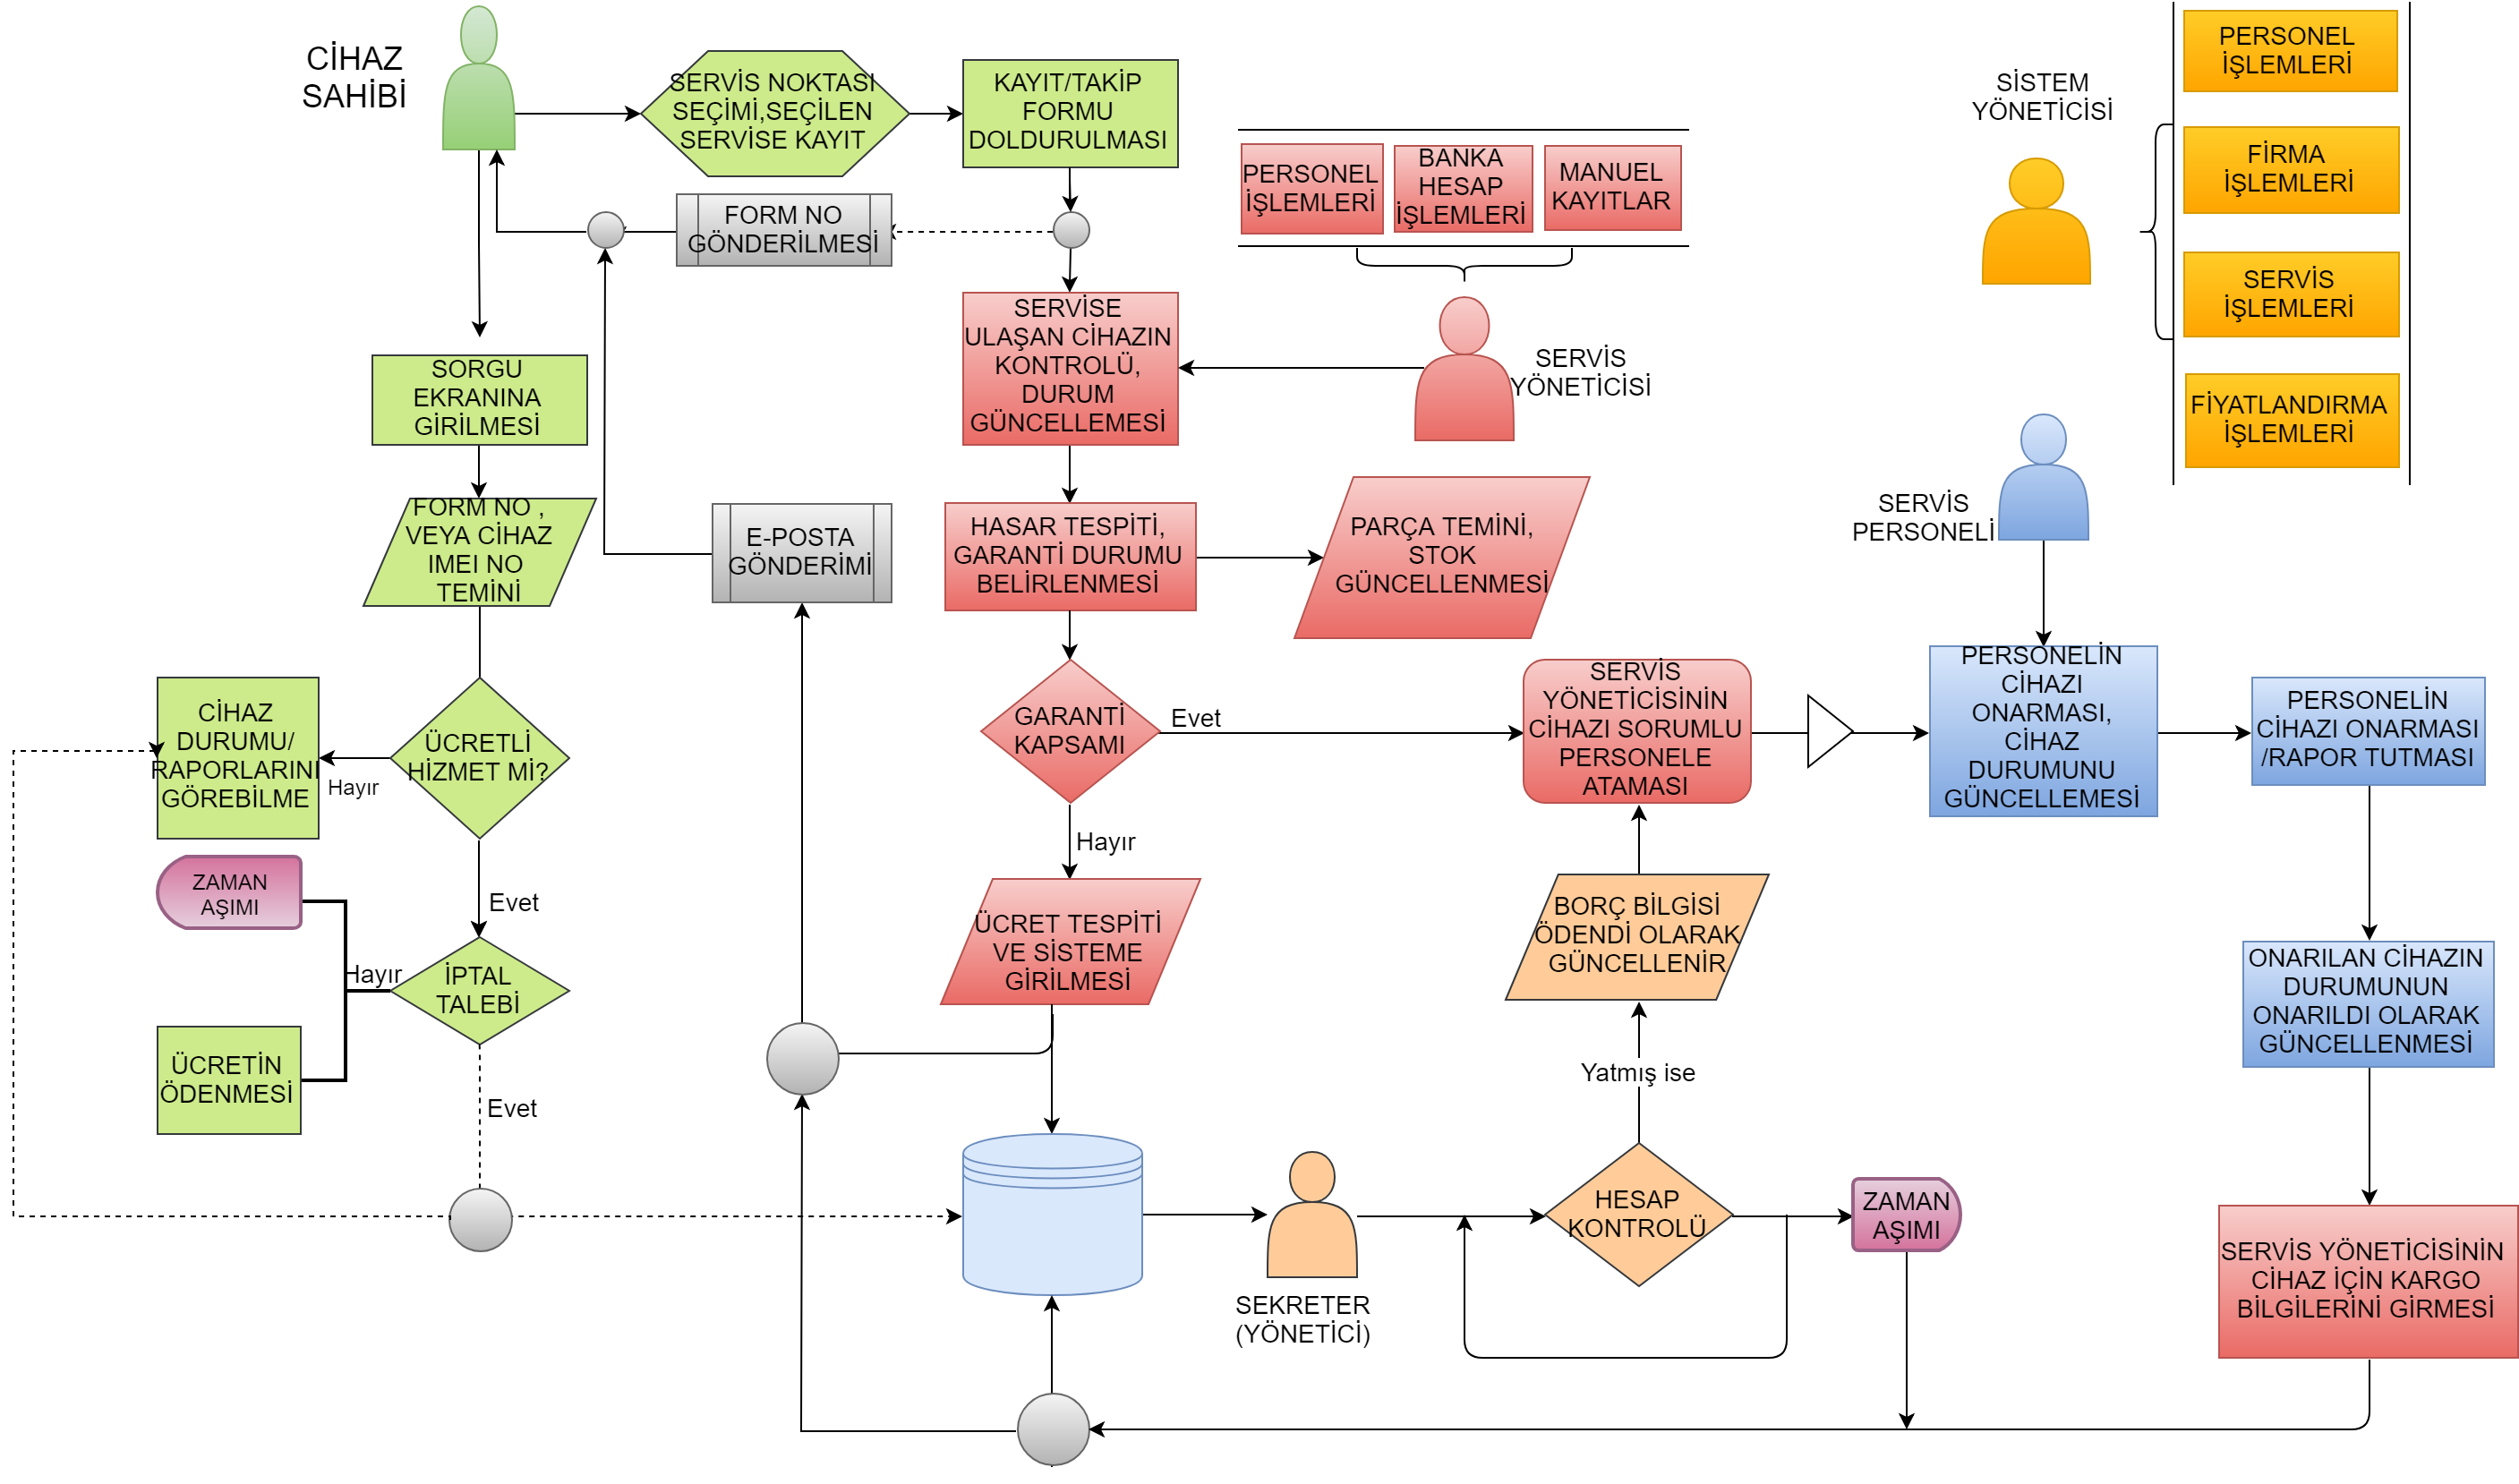 CİHAZ
SAHİBİ
SERVİS NOKTASI
SEÇİMİ,SEÇİLEN
SERVİSE KAYIT
KAYIT/TAKİP
FORMU
DOLDURULMASI
FORM NO
GÖNDERİLMESİ
PERSONEL
İŞLEMLERİ
BANKA
HESAP
İŞLEMLERİ
MANUEL
KAYITLAR
SİSTEM
YÖNETİCİSİ
PERSONEL
İŞLEMLERİ
FİRMA
İŞLEMLERİ
SERVİS
İŞLEMLERİ
FİYATLANDIRMA
İŞLEMLERİ
SERVİSE
ULAŞAN CİHAZIN
KONTROLÜ,
DURUM
GÜNCELLEMESİ
SERVİS
YÖNETİCİSİ
SORGU
EKRANINA
GİRİLMESİ
FORM NO ,
VEYA CİHAZ
IMEI NO
TEMİNİ
E-POSTA
GÖNDERİMİ
HASAR TESPİTİ,
GARANTİ DURUMU
BELİRLENMESİ
PARÇA TEMİNİ,
STOK
GÜNCELLENMESİ
SERVİS
PERSONELİ
CİHAZ
DURUMU/
RAPORLARINI
GÖREBİLME
Hayır
ÜCRETLİ
HİZMET Mİ?
GARANTİ
KAPSAMI
Evet
SERVİS
YÖNETİCİSİNİN
CİHAZI SORUMLU
PERSONELE
ATAMASI
PERSONELİN
CİHAZI
ONARMASI,
CİHAZ
DURUMUNU
GÜNCELLEMESİ
PERSONELİN
CİHAZI ONARMASI
/RAPOR TUTMASI
Hayır
ZAMAN
AŞIMI
Evet
Hayır
İPTAL
TALEBİ
ÜCRETİN
ÖDENMESİ
Evet
ÜCRET TESPİTİ
VE SİSTEME
GİRİLMESİ
BORÇ BİLGİSİ
ÖDENDİ OLARAK
GÜNCELLENİR
Yatmış ise
ONARILAN CİHAZIN
DURUMUNUN
ONARILDI OLARAK
GÜNCELLENMESİ
SEKRETER
(YÖNETİCİ)
HESAP
KONTROLÜ
ZAMAN
AŞIMI
SERVİS YÖNETİCİSİNİN
CİHAZ İÇİN KARGO
BİLGİLERİNİ GİRMESİ